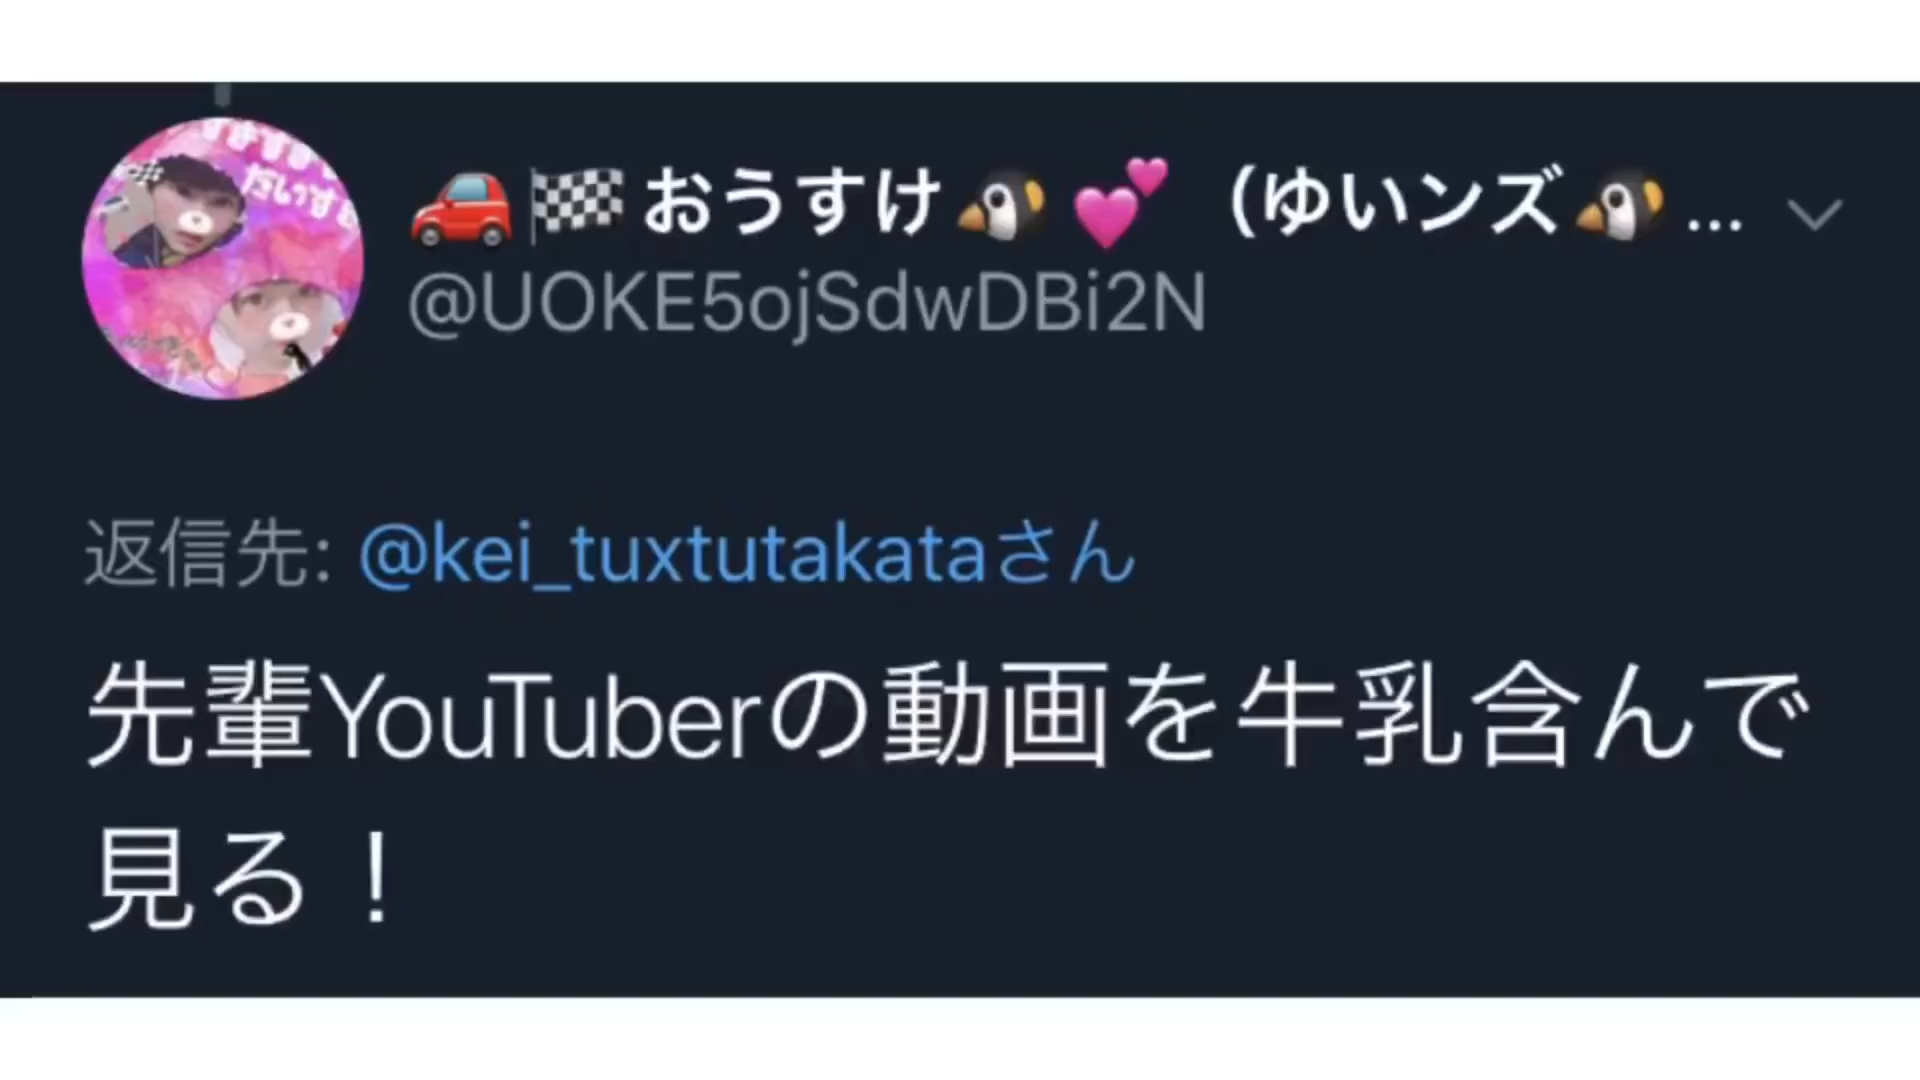 🚗🏁おうすけ🐧💕（ゆいンズ🐧...
@UOKE5ojSdwDBi2N
返信先: @kei_tuxtutakataさん
先輩YouTuberの動画を牛乳含んで
見る！